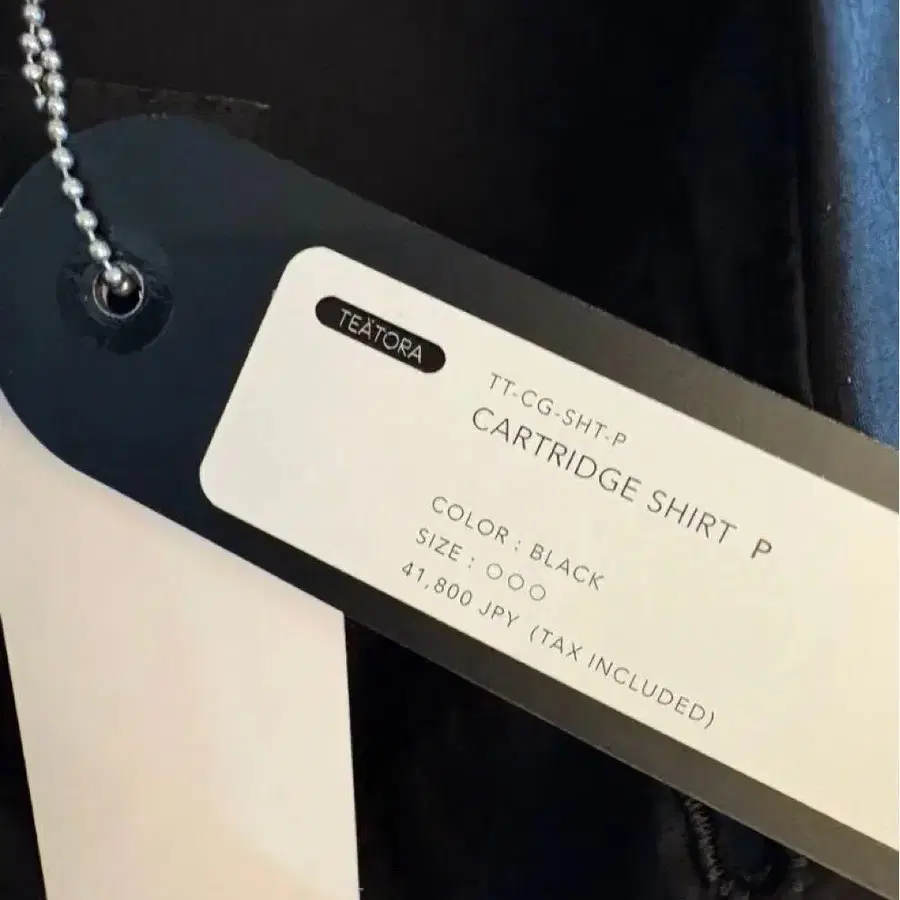 TEÄTORA
TT-CG-SHT-P
CARTRIDGE SHIRT P
COLOR : BLACK
SIZE : ○○○
41,800 JPY (TAX INCLUDED)